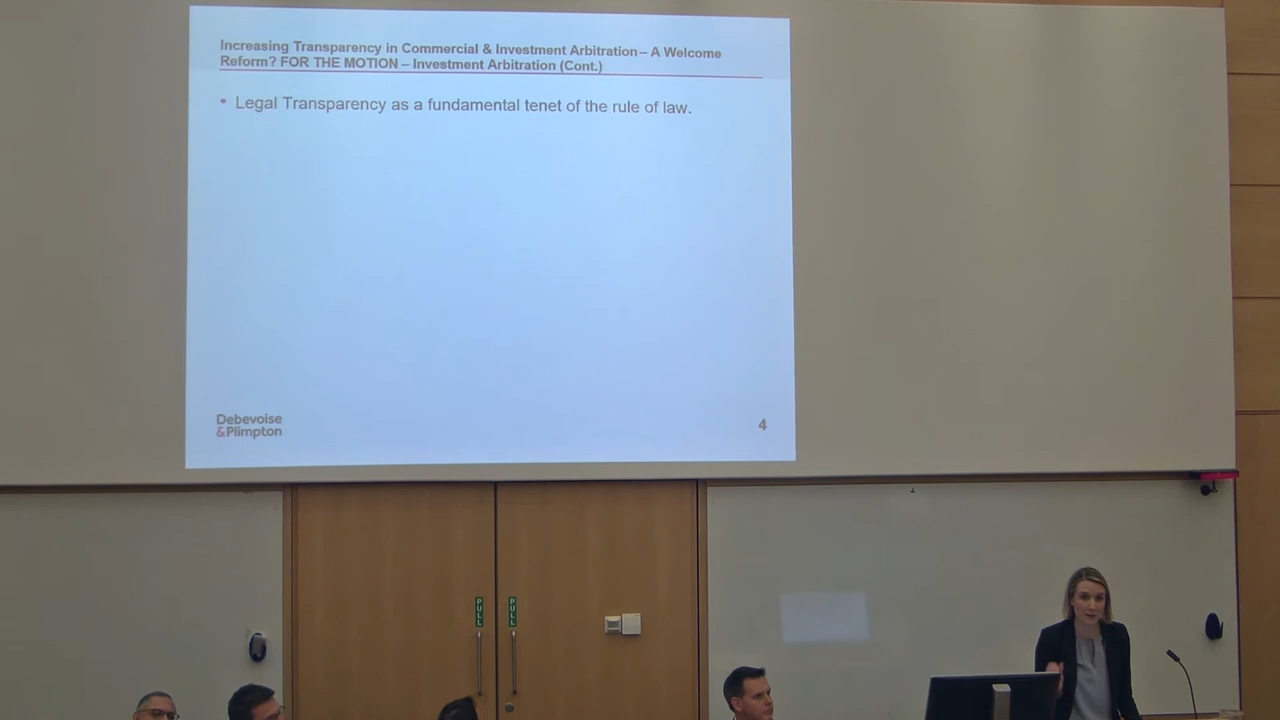 Increasing Transparency in Commercial & Investment Arbitration – A Welcome
Reform? FOR THE MOTION – Investment Arbitration (Cont.)
• Legal Transparency as a fundamental tenet of the rule of law.
Debevoise
&Plimpton
4
PULL
PULL